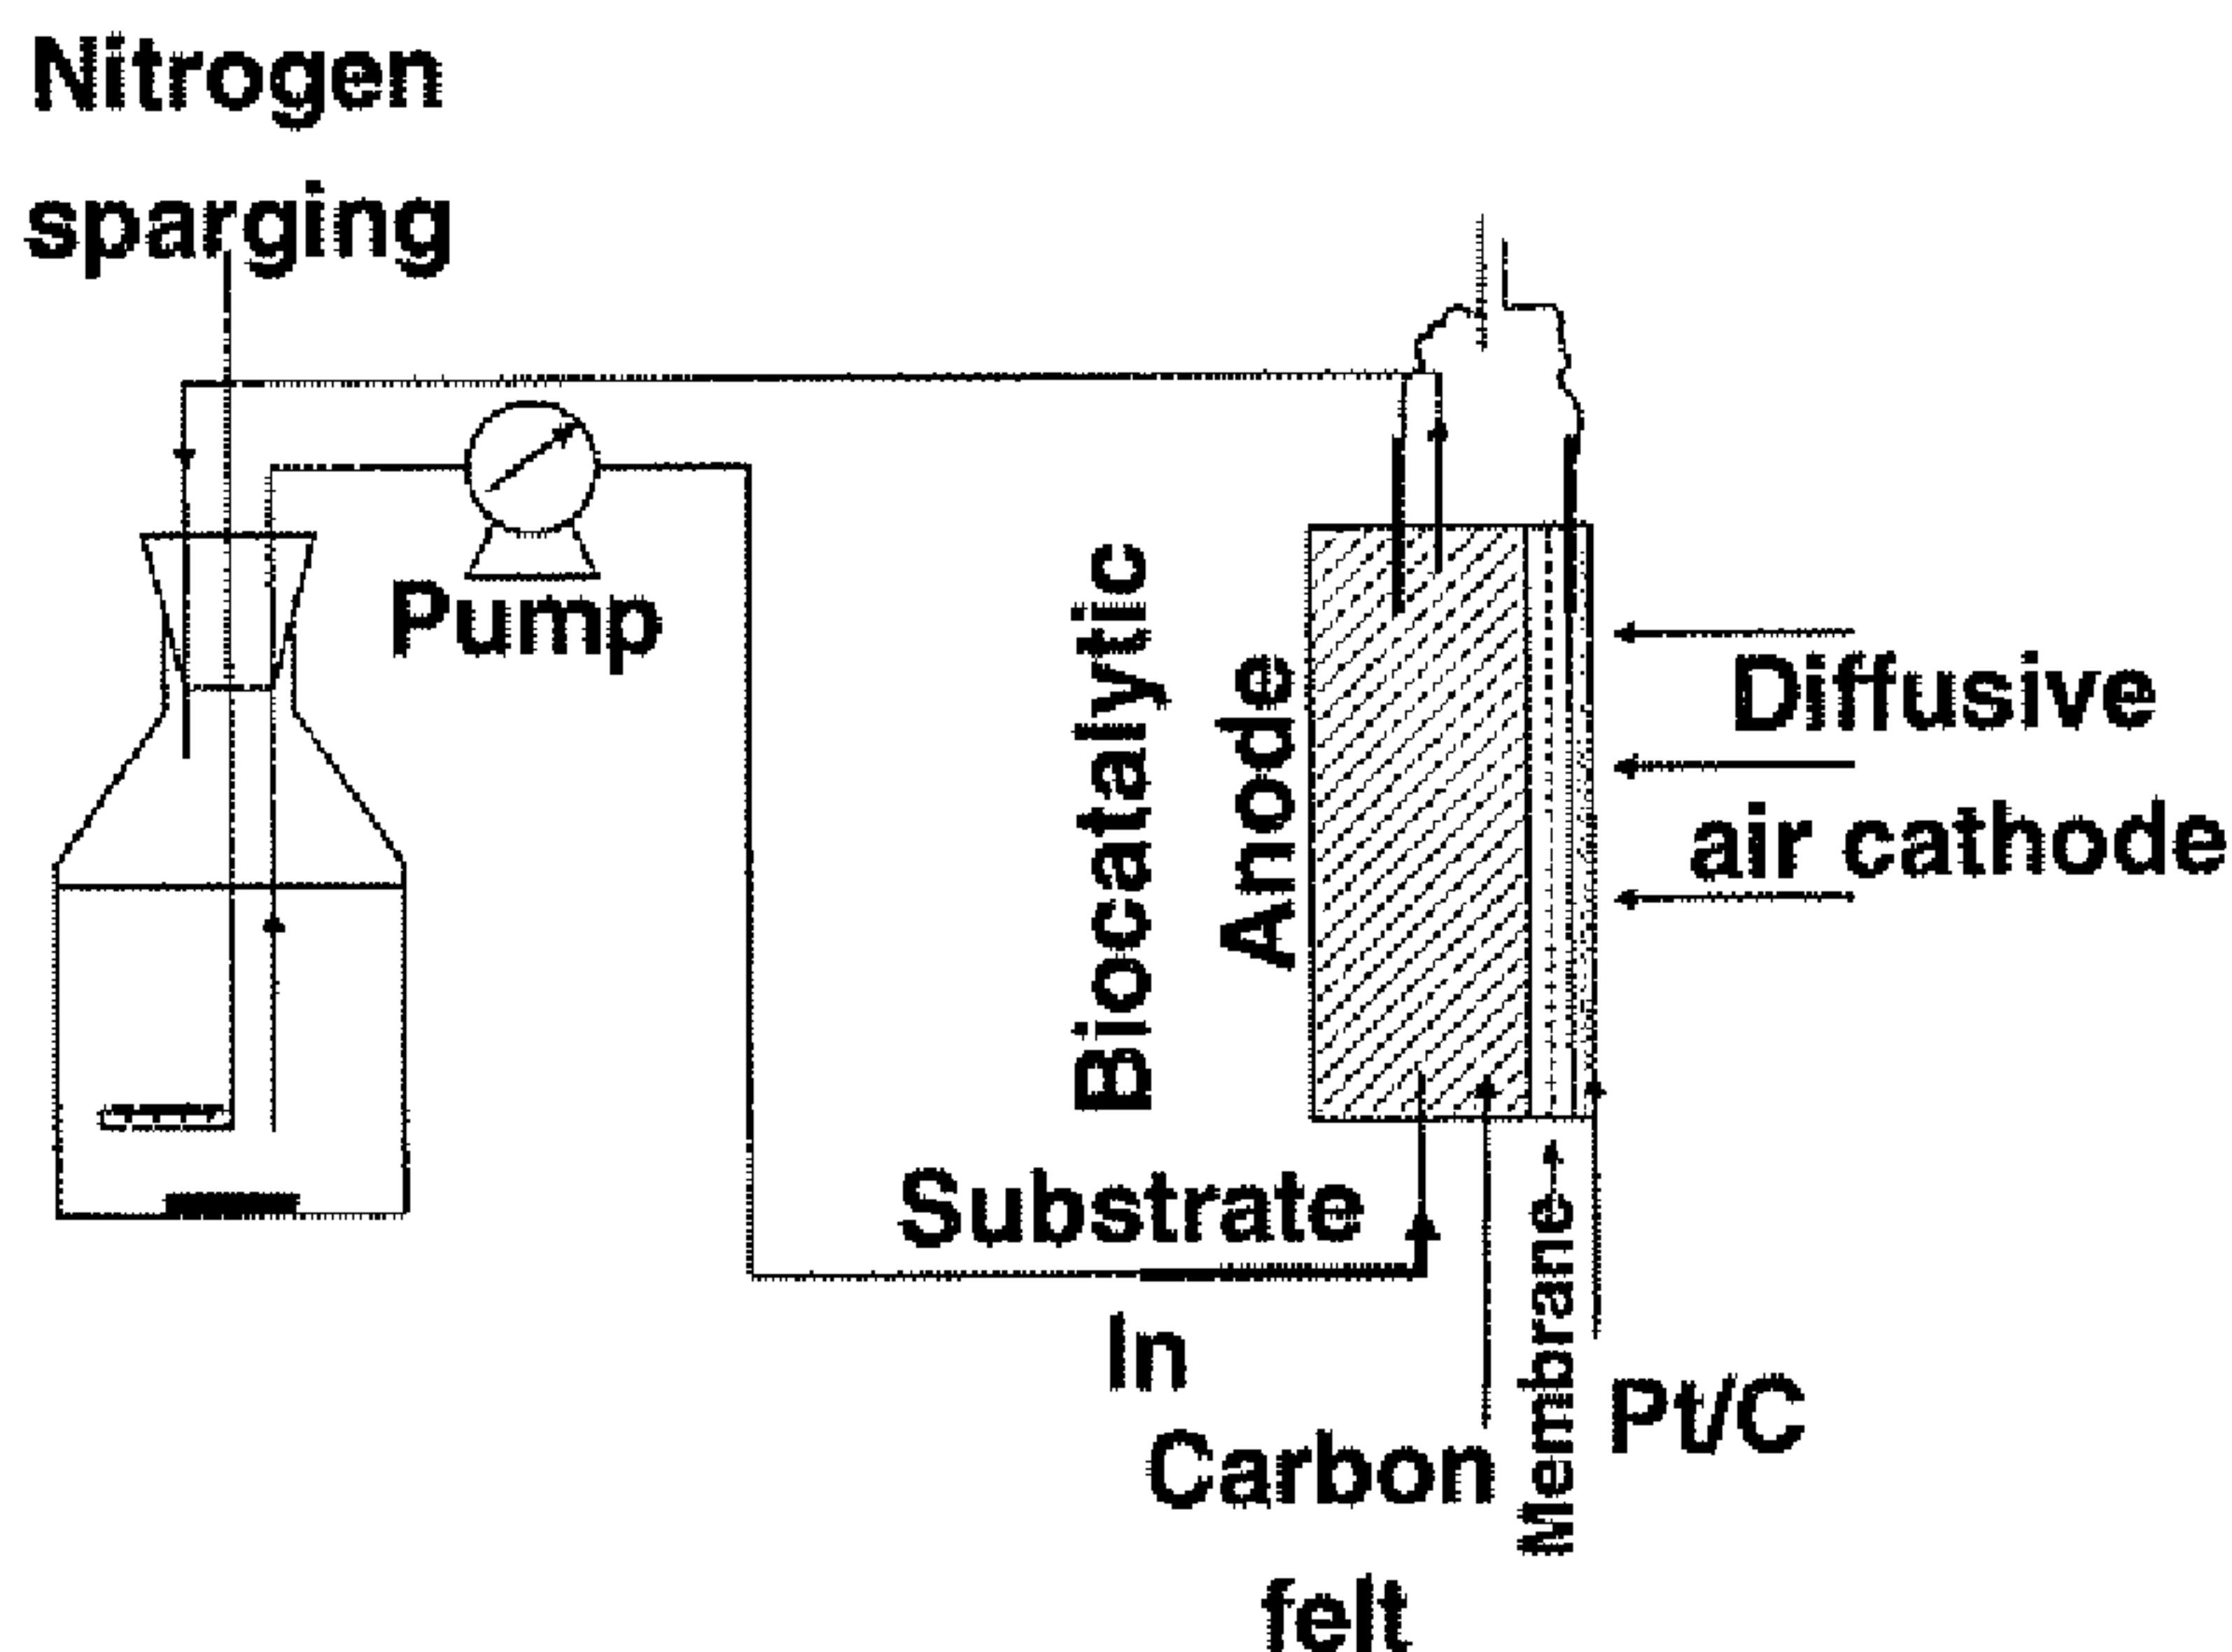 Nitrogen
sparging
Pump
Biocatalytic
Anode
Diffusive
air cathode
Substrate
In
Carbon
felt
Membrane
Pt/C